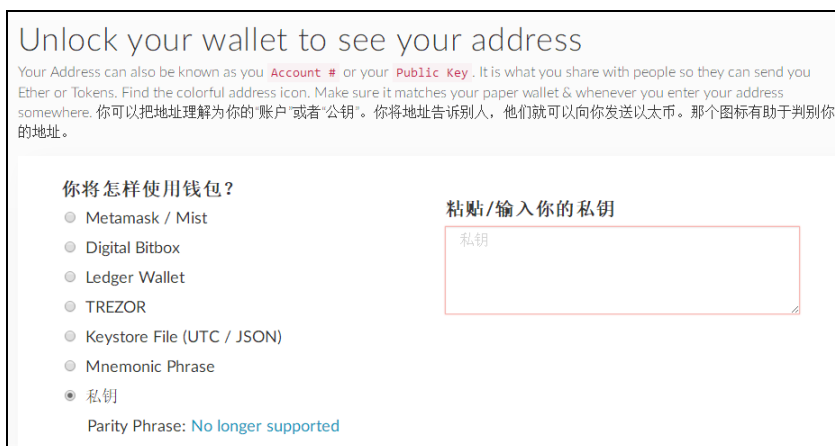 Unlock your wallet to see your address
Your Address can also be known as you Account # or your Public Key. It is what you share with people so they can send you
Ether or Tokens. Find the colorful address icon. Make sure it matches your paper wallet & whenever you enter your address
somewhere. 你可以把地址理解为你的“账户”或者“公钥”。你将地址告诉别人，他们就可以向你发送以太币。那个图标有助于判别你
的地址。
你将怎样使用钱包？
Metamask / Mist
Digital Bitbox
Ledger Wallet
TREZOR
Keystore File (UTC / JSON)
Mnemonic Phrase
私钥
Parity Phrase: No longer supported
粘贴/输入你的私钥
私钥